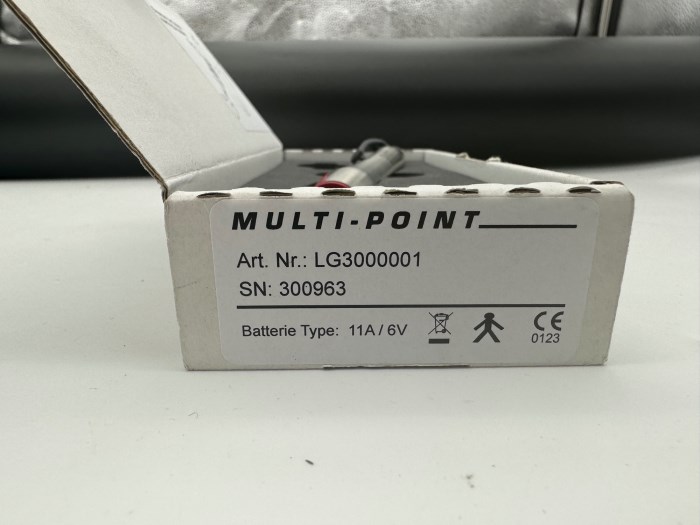 MULTI-POINT
Art. Nr.: LG3000001
SN: 300963
Batterie Type: 11A / 6V
CE
0123